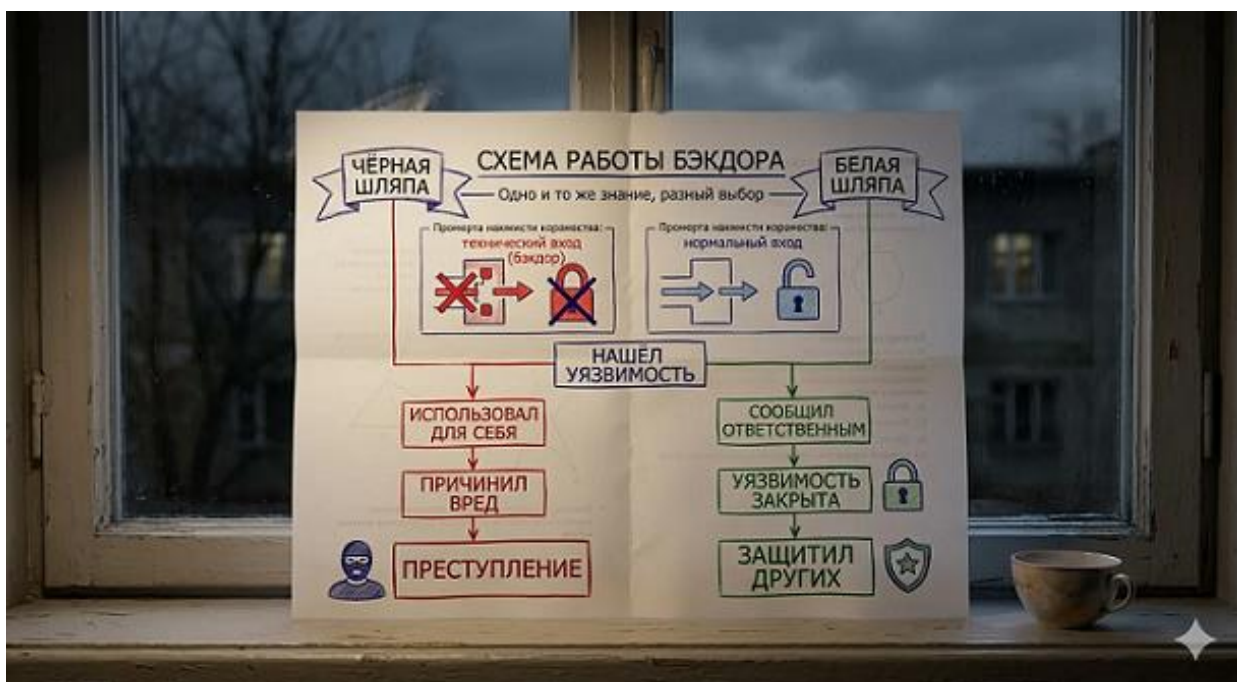 ЧЁРНАЯ
ШЛЯПА
СХЕМА РАБОТЫ БЭКДОРА
Одно и то же знание, разный выбор
БЕЛАЯ
ШЛЯПА
технический вход
(бэкдор)
нормальный вход
НАШЁЛ
УЯЗВИМОСТЬ
ИСПОЛЬЗОВАЛ
ДЛЯ СЕБЯ
ПРИЧИНИЛ
ВРЕД
ПРЕСТУПЛЕНИЕ
СООБЩИЛ
ОТВЕТСТВЕННЫМ
УЯЗВИМОСТЬ
ЗАКРЫТА
ЗАЩИТИЛ
ДРУГИХ